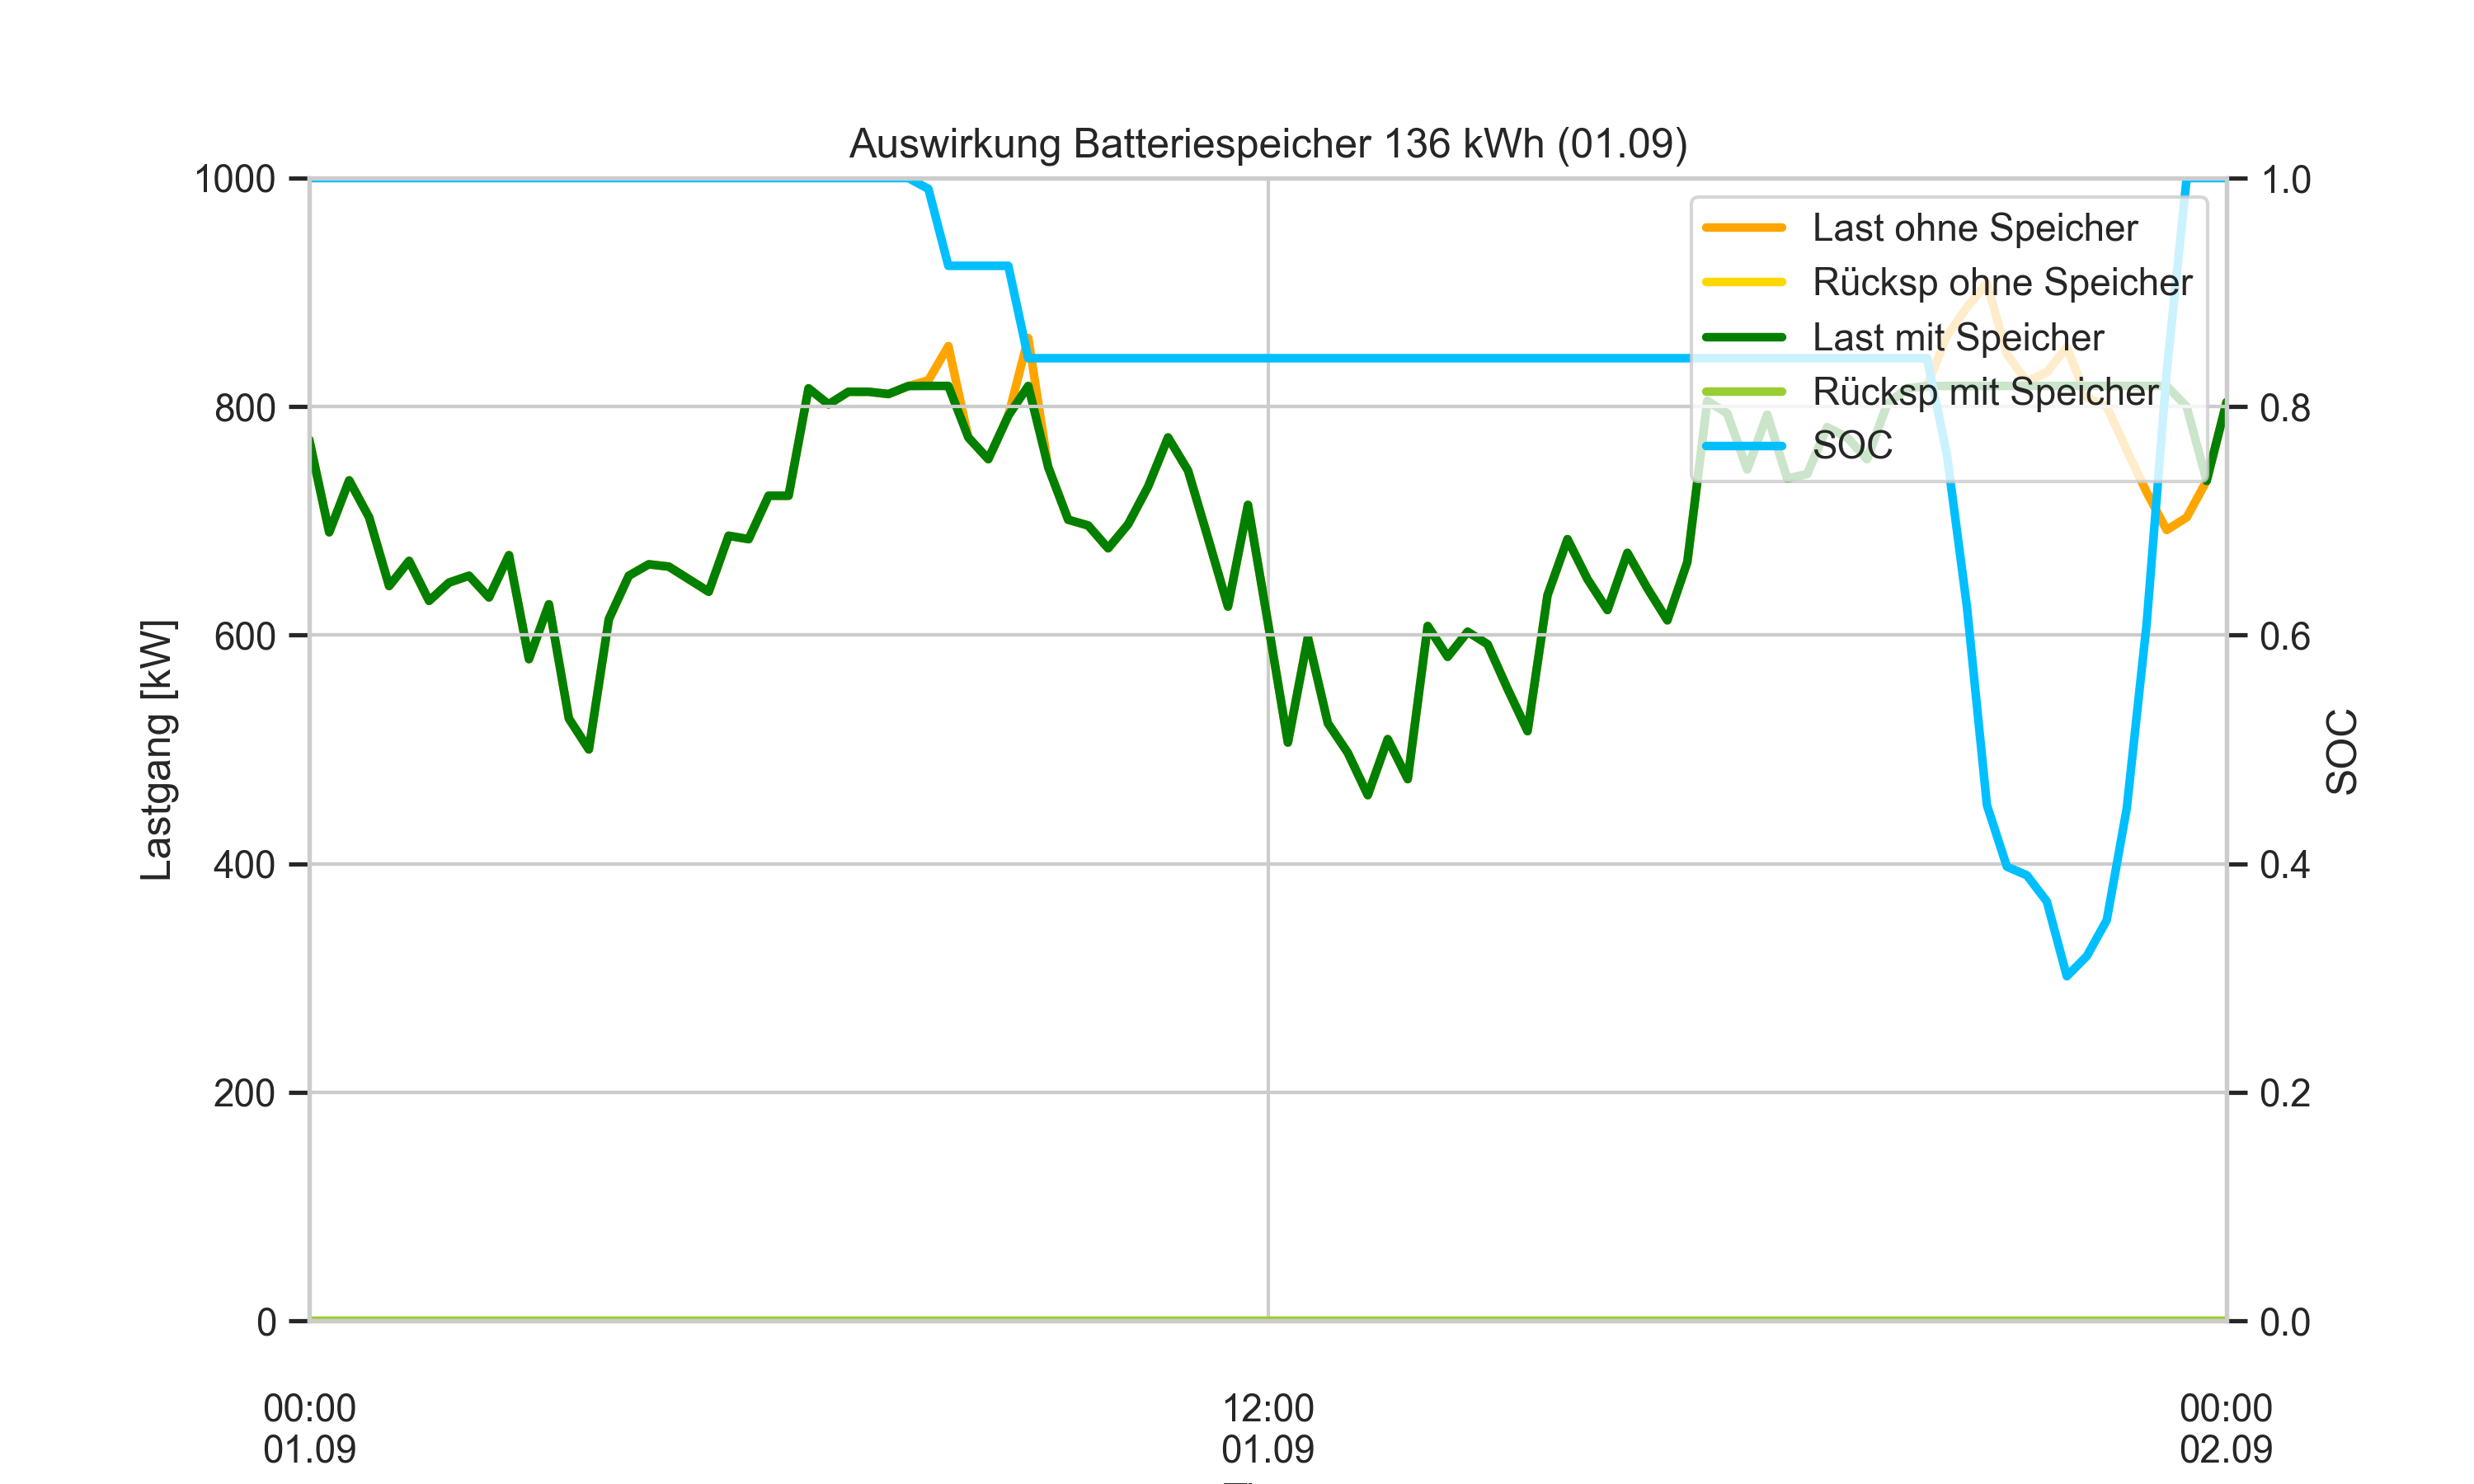 Auswirkung Batteriespeicher 136 kWh (01.09)
1000
800
600
400
200
0
Lastgang [kW]
1.0
0.8
0.6
0.4
0.2
0.0
SOC
Last ohne Speicher
Rücksp ohne Speicher
Last mit Speicher
Rücksp mit Speicher
SOC
00:00
01.09
12:00
01.09
00:00
02.09